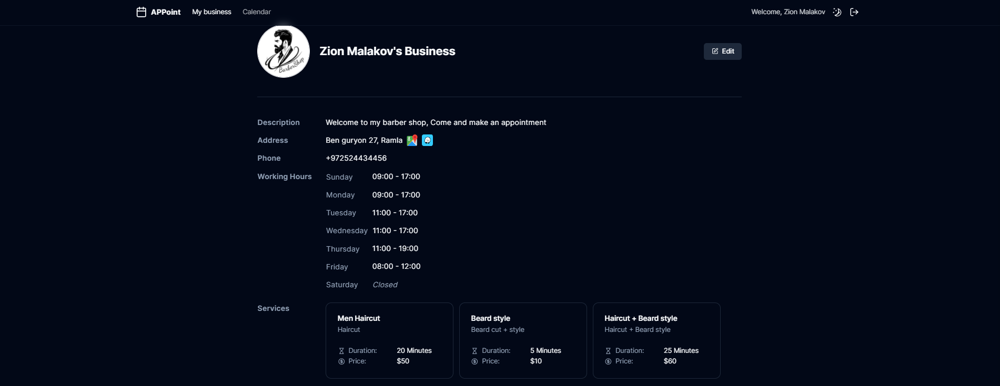 APPoint My business Calendar Welcome, Zion Malakov
BarberShop
Zion Malakov's Business
Edit
Description Welcome to my barber shop, Come and make an appointment
Address Ben guryon 27, Ramla
Phone +972524434456
Working Hours Sunday 09:00 - 17:00
Monday 09:00 - 17:00
Tuesday 11:00 - 17:00
Wednesday 11:00 - 17:00
Thursday 11:00 - 19:00
Friday 08:00 - 12:00
Saturday Closed
Services
Men Haircut
Haircut
Duration: 20 Minutes
Price: $50
Beard style
Beard cut + style
Duration: 5 Minutes
Price: $10
Haircut + Beard style
Haircut + Beard style
Duration: 25 Minutes
Price: $60